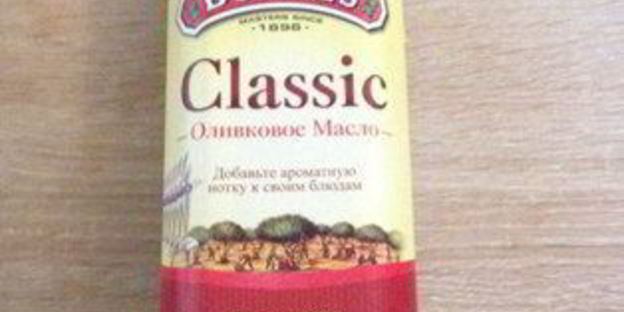 MASTERS SINCE
·1896·
Classic
Оливковое Масло
Добавьте ароматную
нотку к своим блюдам